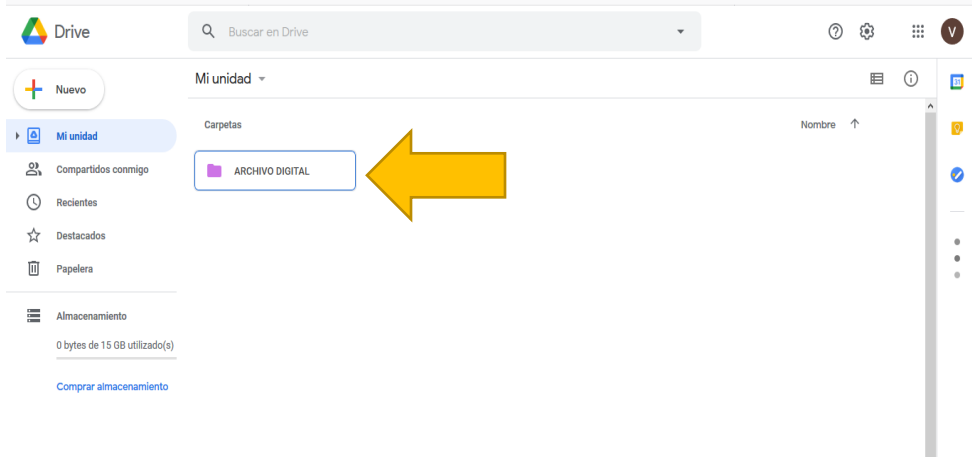 Drive
Buscar en Drive
V
Nuevo
Mi unidad
31
Mi unidad
Compartidos conmigo
Recientes
Destacados
Papelera
Almacenamiento
0 bytes de 15 GB utilizado(s)
Comprar almacenamiento
Carpetas
Nombre
ARCHIVO DIGITAL